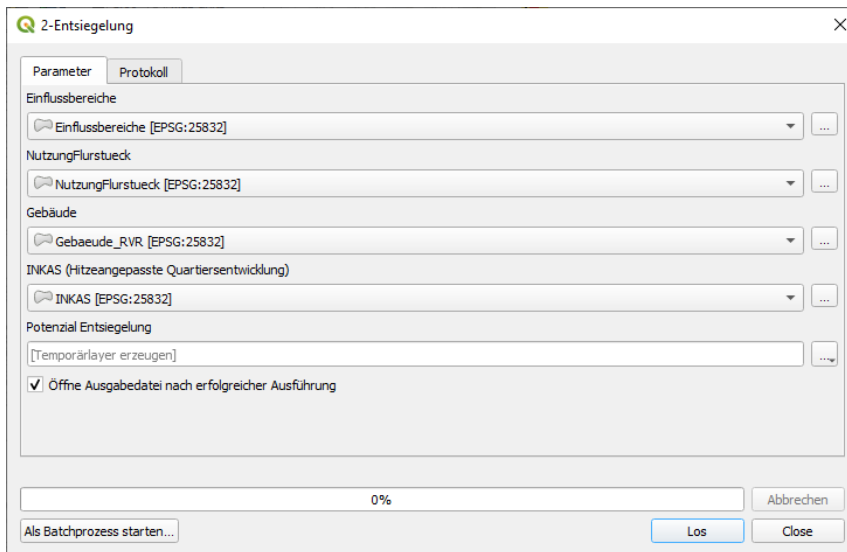 2-Entsiegelung
Parameter Protokoll
Einflussbereiche
Einflussbereiche [EPSG:25832]
...
NutzungFlurstueck
NutzungFlurstueck [EPSG:25832]
...
Gebäude
Gebaeude_RVR [EPSG:25832]
...
INKAS (Hitzeangepasste Quartiersentwicklung)
INKAS [EPSG:25832]
...
Potenzial Entsiegelung
[Temporärlayer erzeugen]
...
Öffne Ausgabedatei nach erfolgreicher Ausführung
0% Abbrechen
Als Batchprozess starten... Los Close